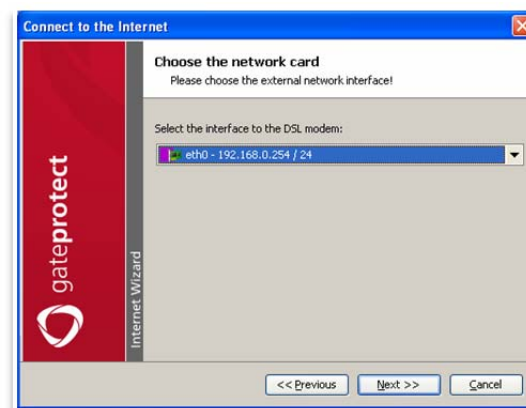 Connect to the Internet
Choose the network card
Please choose the external network interface!
Select the interface to the DSL modem:
eth0 - 192.168.0.254 / 24
gateprotect
Internet Wizard
<< Previous
Next >>
Cancel